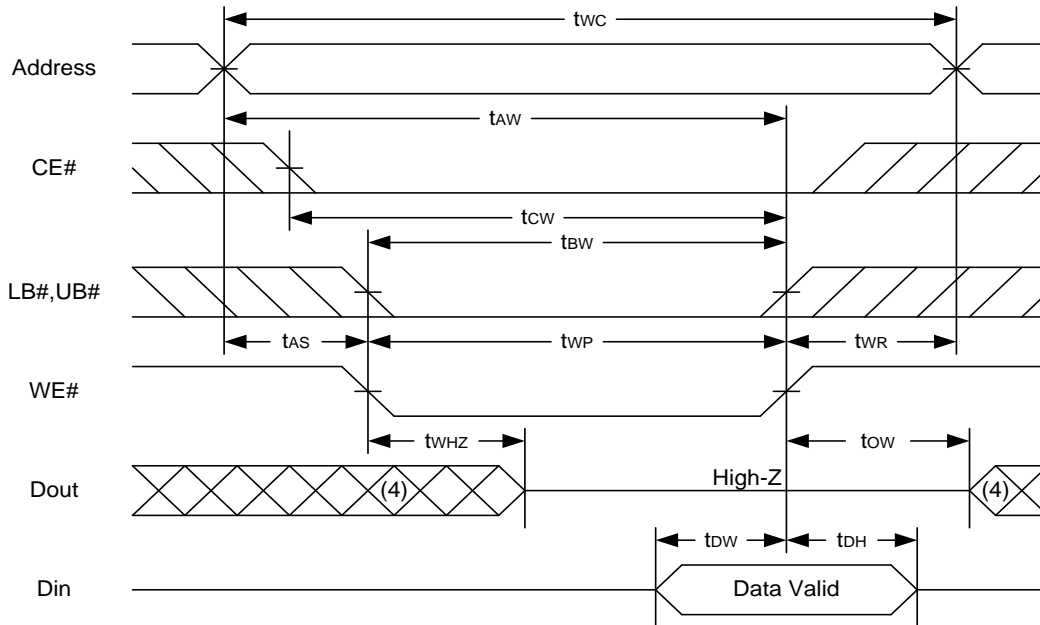 tWC
Address
tAW
CE#
tCW
tBW
LB#,UB#
tAS tWP tWR
WE#
tWHZ tOW
Dout (4) High-Z (4)
tDW tDH
Din Data Valid